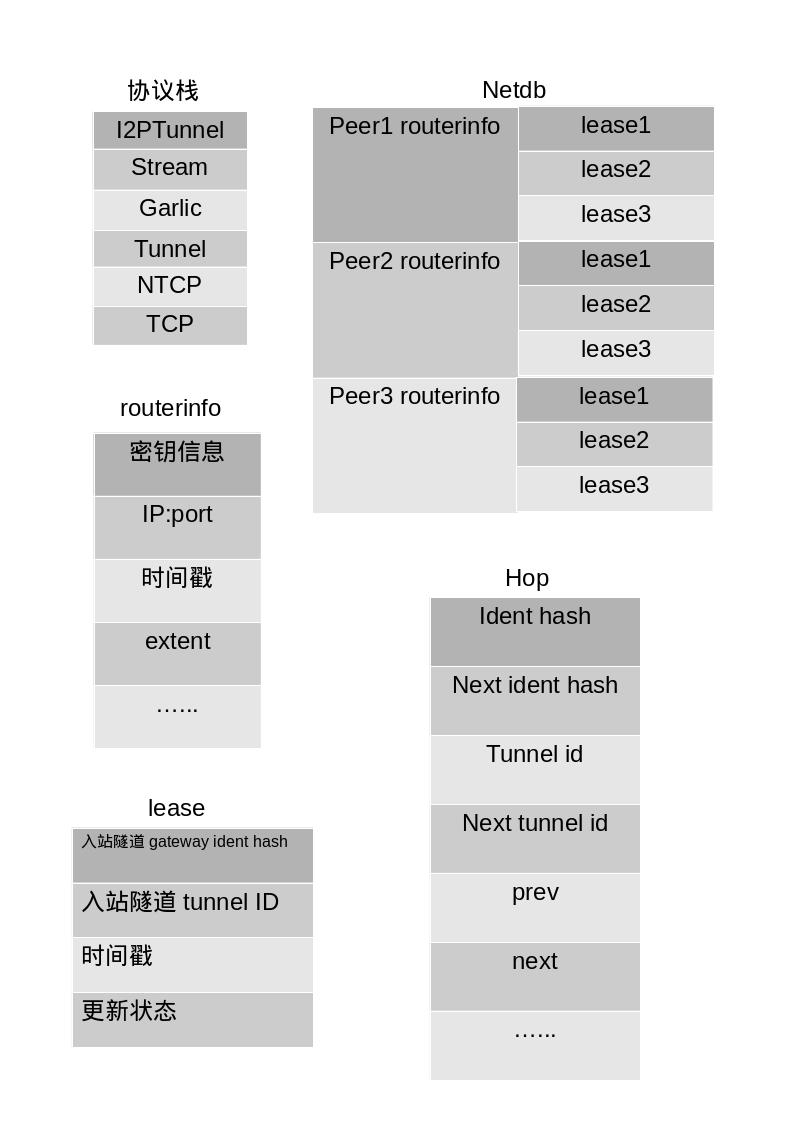 协议栈
I2PTunnel
Stream
Garlic
Tunnel
NTCP
TCP
Netdb
Peer1 routerinfo
lease1
lease2
lease3
Peer2 routerinfo
lease1
lease2
lease3
Peer3 routerinfo
lease1
lease2
lease3
routerinfo
密钥信息
IP:port
时间戳
extent
…...
Hop
Ident hash
Next ident hash
Tunnel id
Next tunnel id
prev
next
…...
lease
入站隧道 gateway ident hash
入站隧道 tunnel ID
时间戳
更新状态